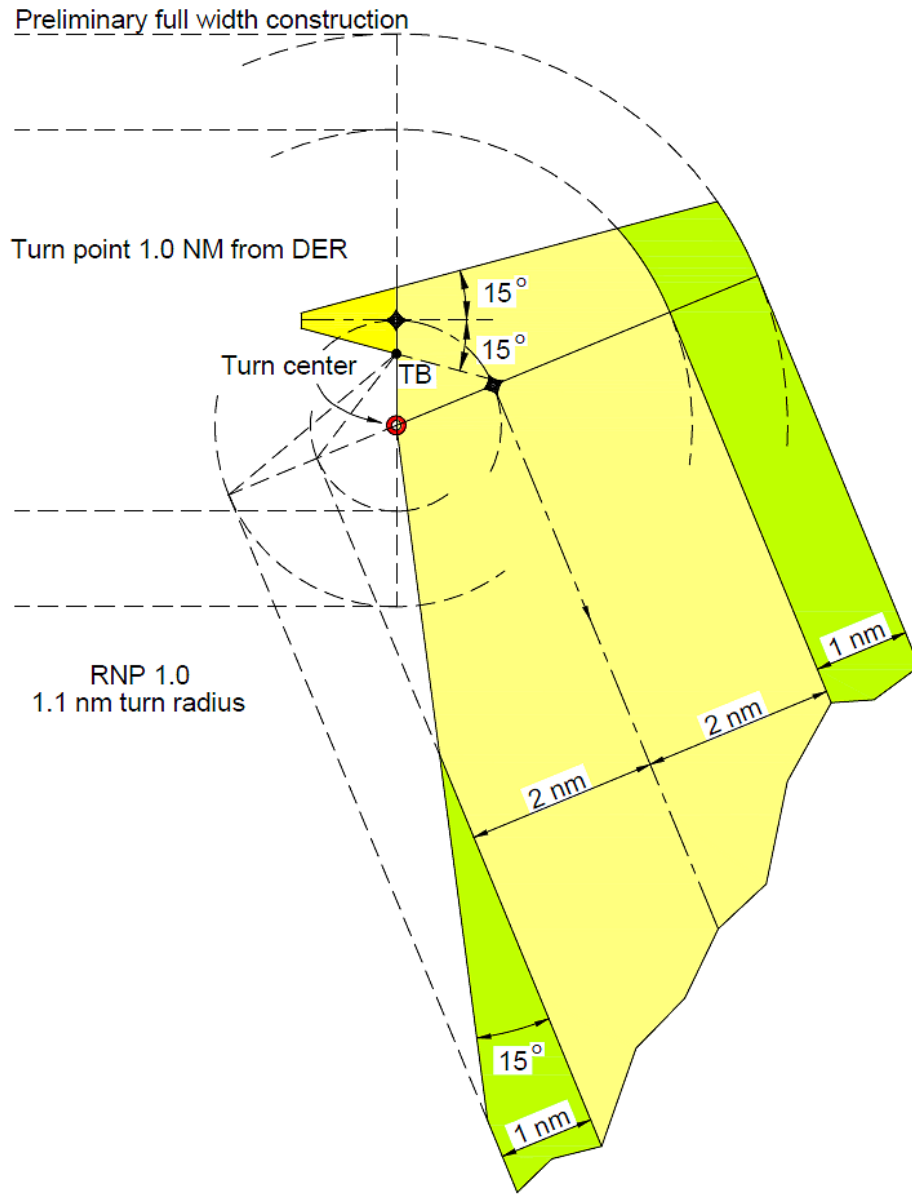 Preliminary full width construction
Turn point 1.0 NM from DER
15°
15°
Turn center
TB
RNP 1.0
1.1 nm turn radius
1 nm
2 nm
2 nm
15°
1 nm